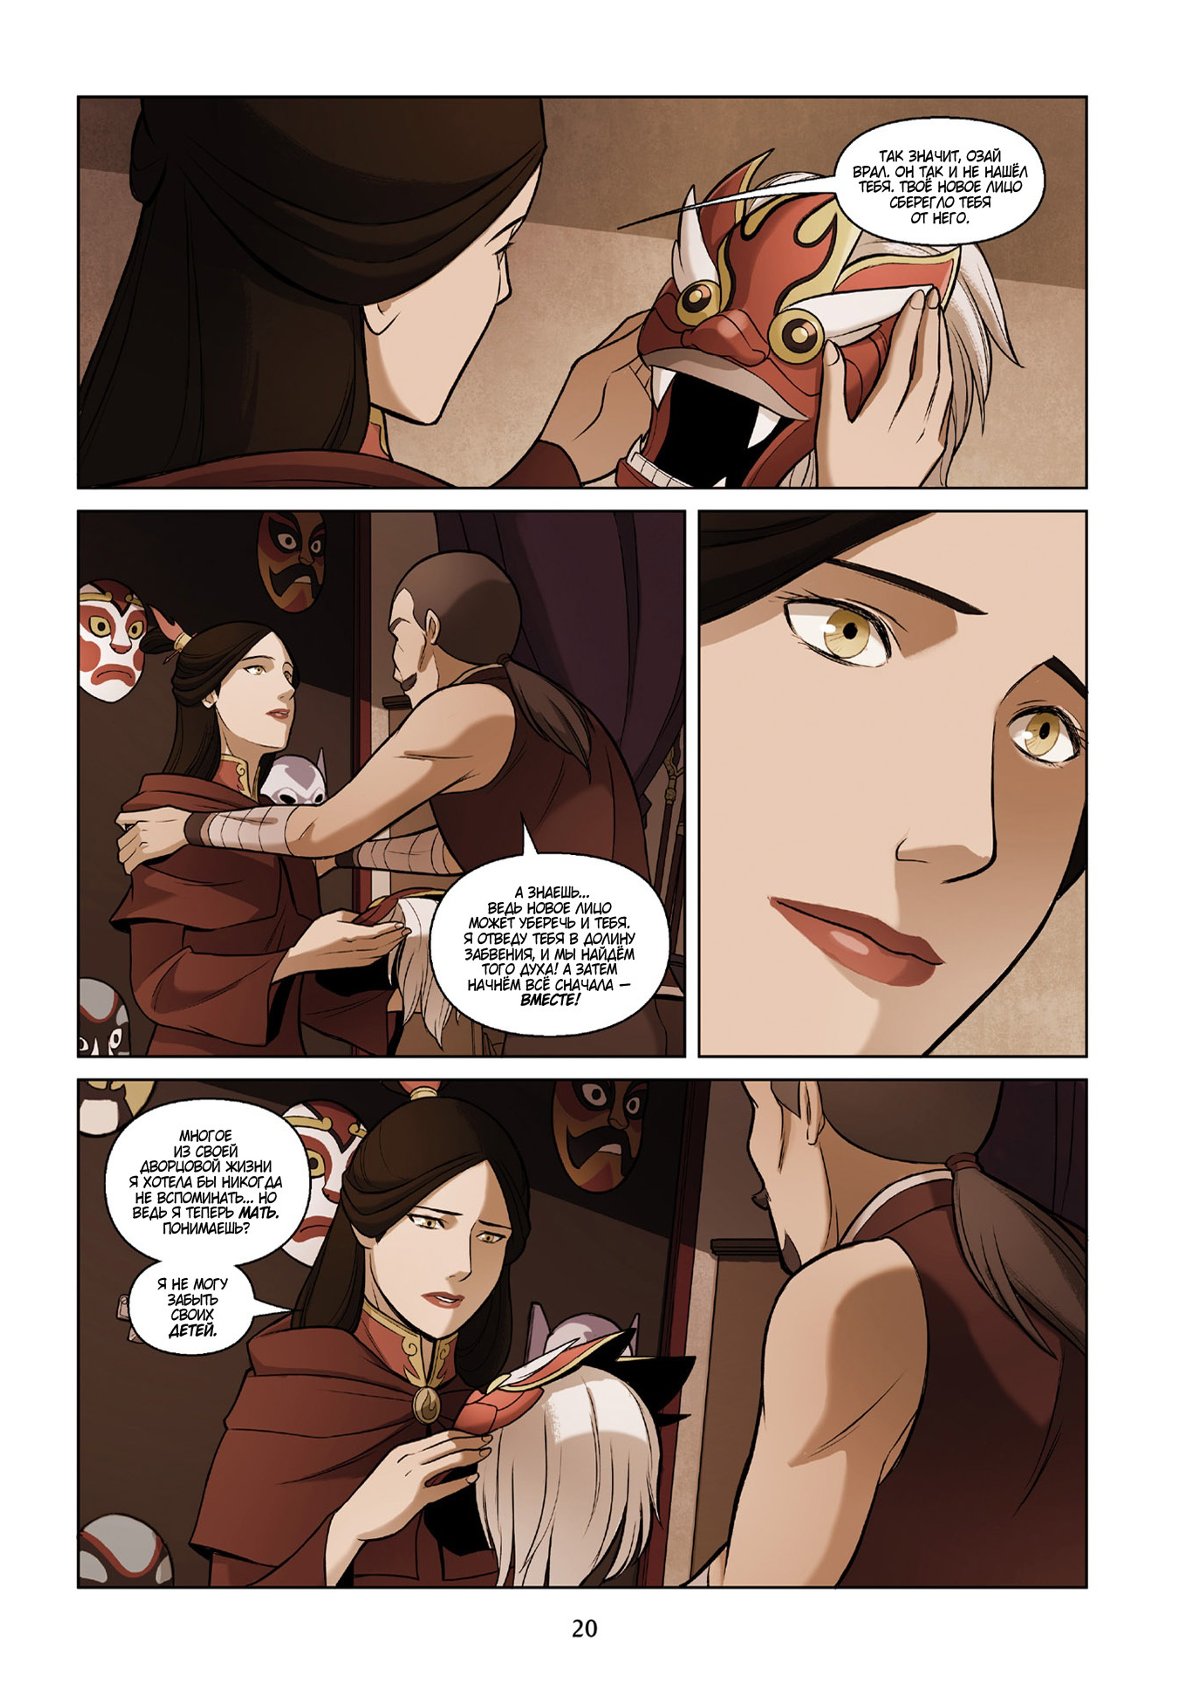 ТАК ЗНАЧИТ, ОЗАЙ
ВРАЛ. ОН ТАК И НЕ НАШЁЛ
ТЕБЯ. ТВОЁ НОВОЕ ЛИЦО
СБЕРЕГЛО ТЕБЯ
ОТ НЕГО.
А ЗНАЕШЬ...
ВЕДЬ НОВОЕ ЛИЦО
МОЖЕТ УБЕРЕЧЬ И ТЕБЯ.
Я ОТВЕДУ ТЕБЯ В ДОЛИНУ
ЗАБВЕНИЯ, И МЫ НАЙДЁМ
ТОГО ДУХА! А ЗАТЕМ
НАЧНЁМ ВСЁ СНАЧАЛА –
ВМЕСТЕ!
МНОГОЕ
ИЗ СВОЕЙ
ДВОРЦОВОЙ ЖИЗНИ
Я ХОТЕЛА БЫ НИКОГДА
НЕ ВСПОМИНАТЬ... НО
ВЕДЬ Я ТЕПЕРЬ МАТЬ.
ПОНИМАЕШЬ?
Я НЕ МОГУ
ЗАБЫТЬ
СВОИХ
ДЕТЕЙ.
20